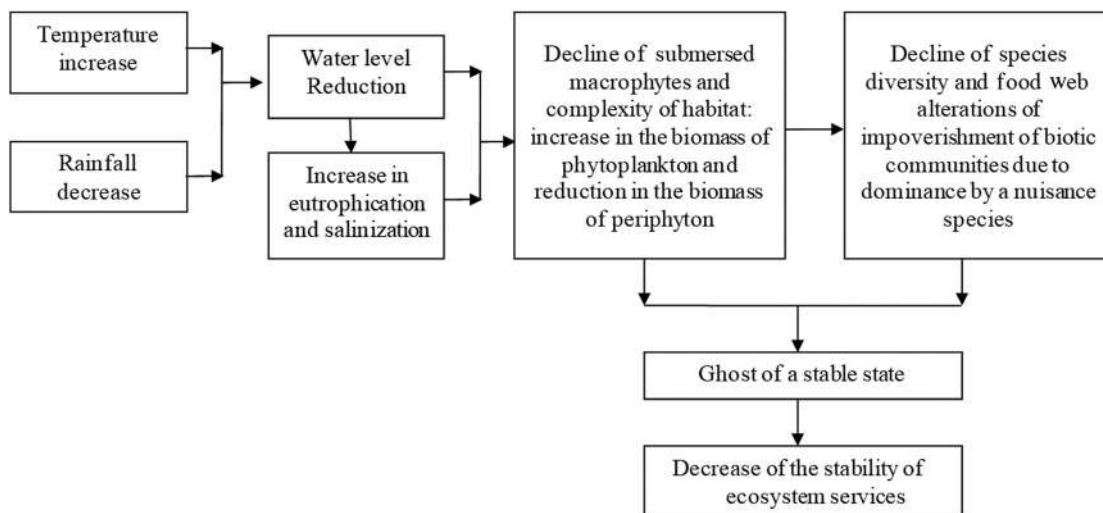 Temperature
increase
Rainfall
decrease
Water level
Reduction
Increase in
eutrophication
and salinization
Decline of submersed
macrophytes and
complexity of habitat:
increase in the biomass of
phytoplankton and
reduction in the biomass
of periphyton
Decline of species
diversity and food Web
alterations of
impoverishment of biotic
communities due to
dominance by a nuisance
species
Ghost of a stable state
Decrease of the stability of
ecosystem services